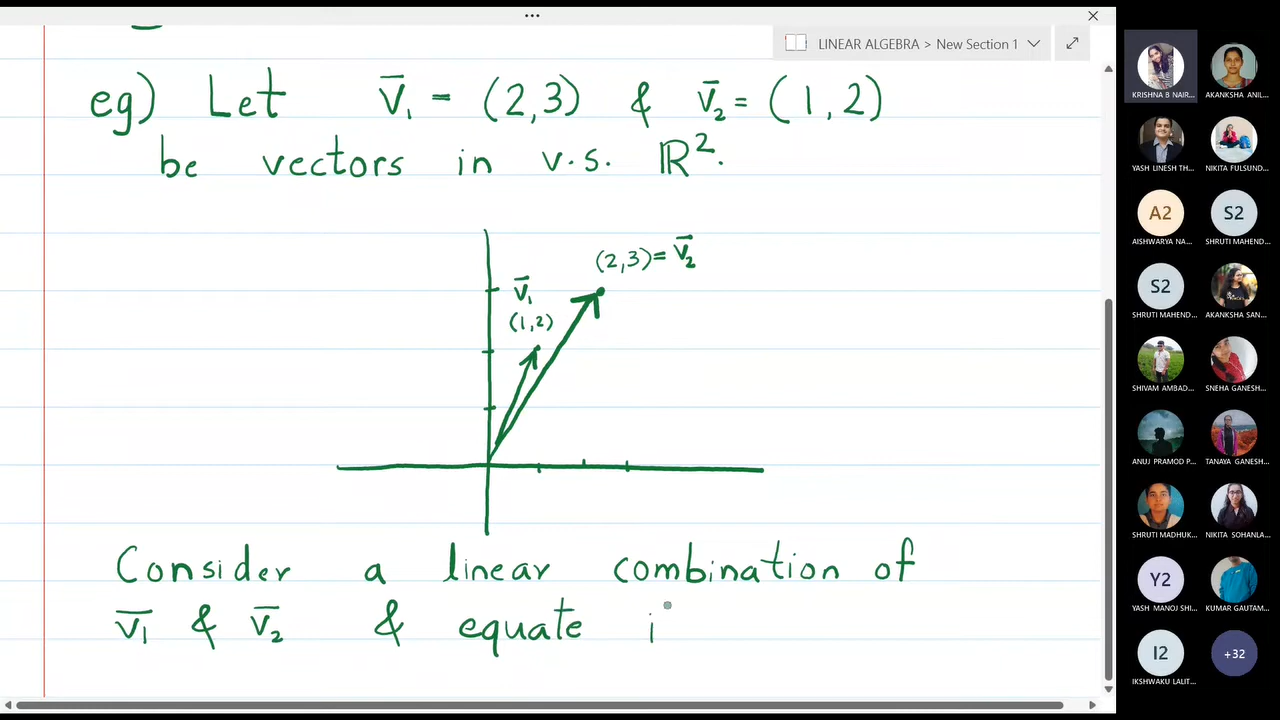 LINEAR ALGEBRA > New Section 1
eg) Let v̄₁ = (2,3) & v̄₂ = (1,2)
be vectors in v.s. ℝ².
(2,3) = v̄₂
v̄₁
(1,2)
Consider a linear combination of
v̄₁ & v̄₂ & equate i
KRISHNA B NAIR...
AKANKSHA ANIL...
YASH LINESH TH...
NIKITA FULSUND...
A2
S2
AISHWARYA NA...
SHRUTI MAHEND...
S2
SHRUTI MAHEND...
AKANKSHA SAN...
SHIVAM AMBAD...
SNEHA GANESH...
ANUJ PRAMOD P...
TANAYA GANESH...
SHRUTI MADHUK...
NIKITA SOHANLA...
Y2
YASH MANOJ SHI...
KUMAR GAUTAM...
I2
+32
IKSHWAKU LALIT...